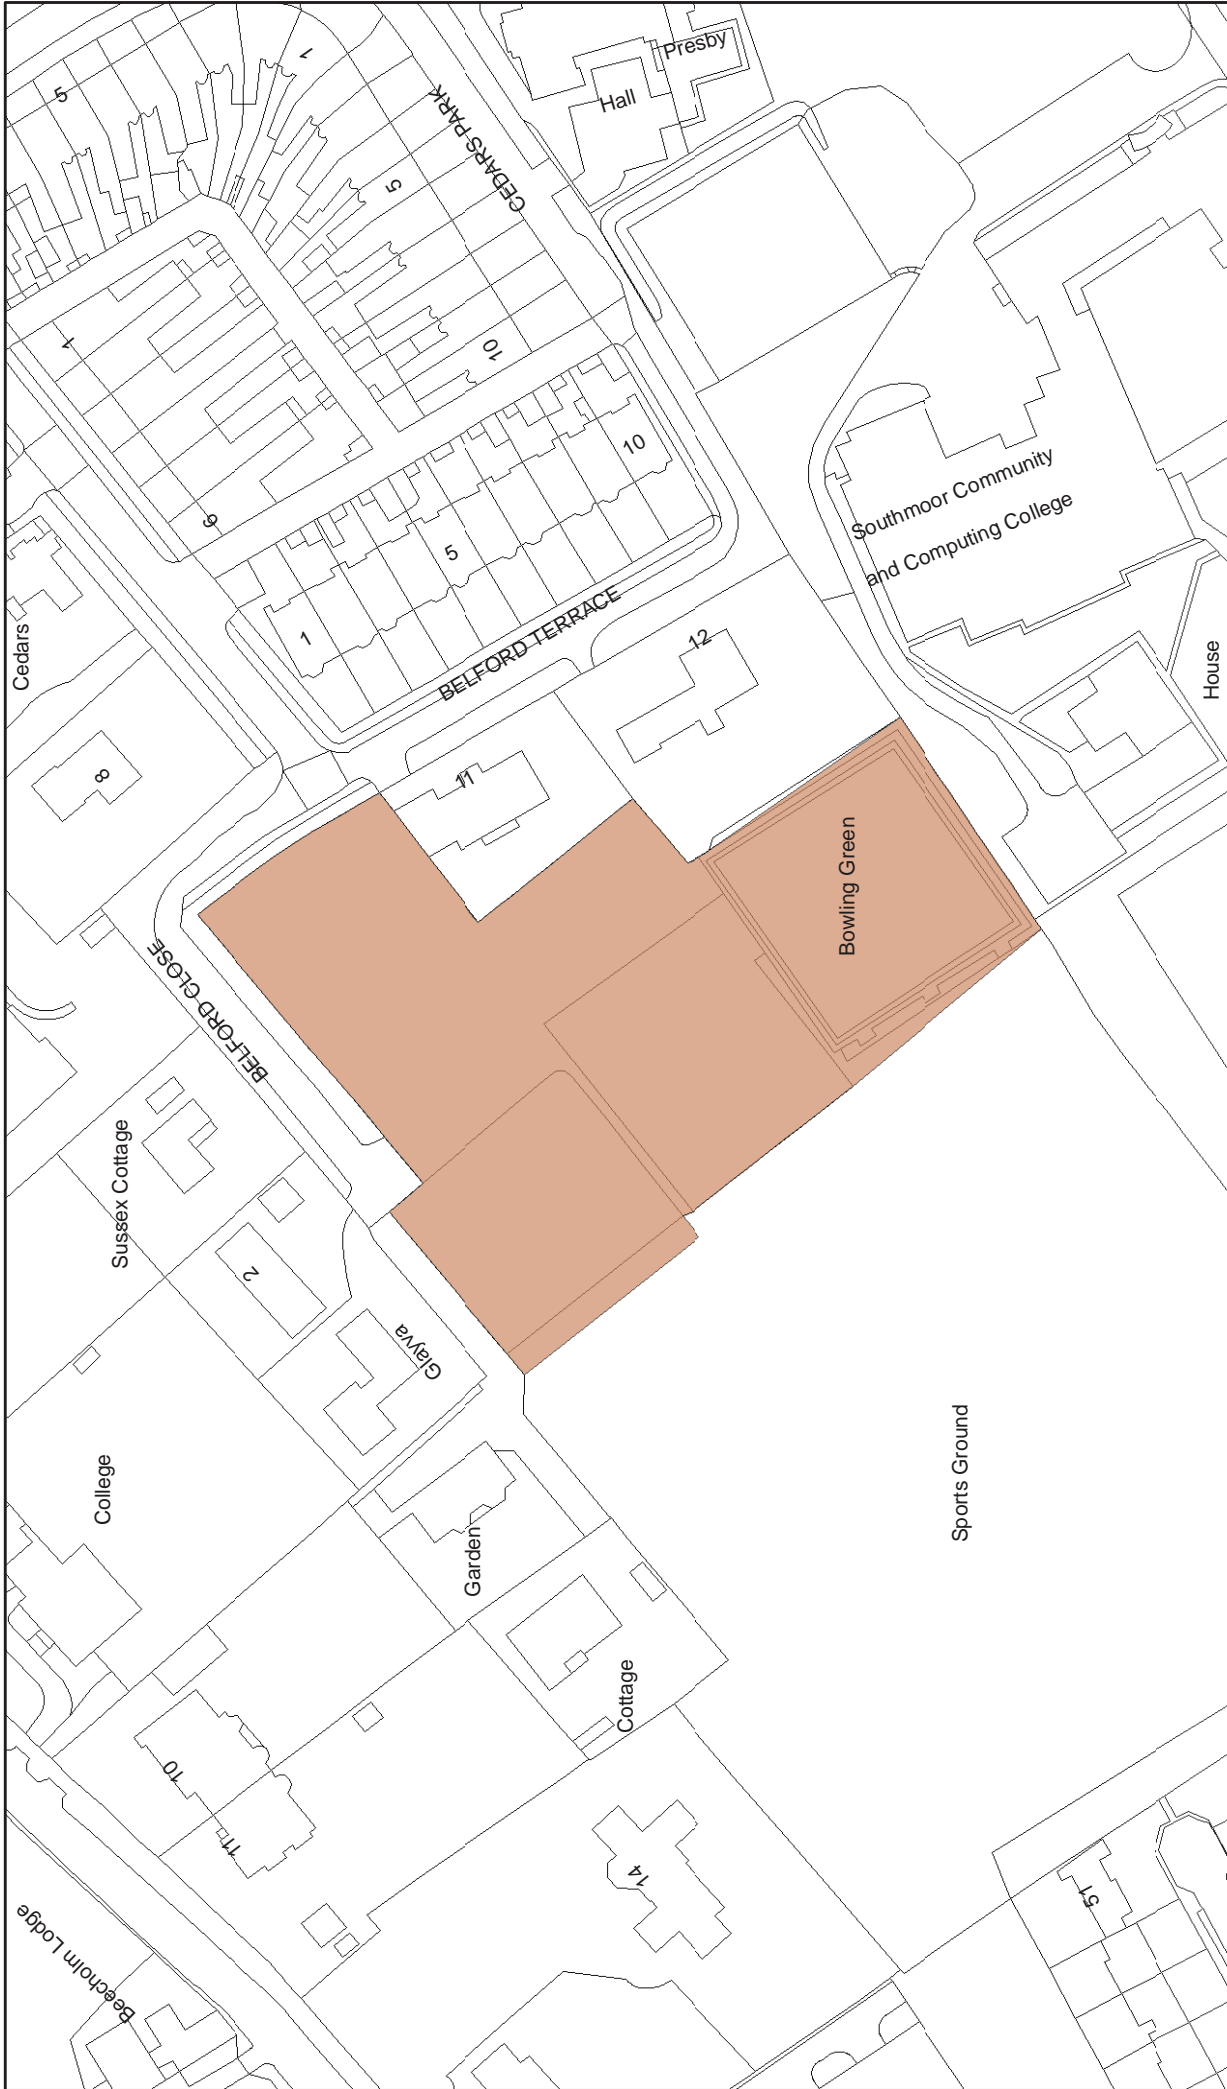 5
1
CEDARS PARK
Presby
Hall
5
1
10
6
10
5
1
Southmoor Community
and Computing College
BELFORD TERRACE
Cedars
12
House
8
11
Bowling Green
BELFORD CLOSE
Sussex Cottage
2
Glayva
College
Garden
Sports Ground
Cottage
10
11
14
51
Beecholm Lodge